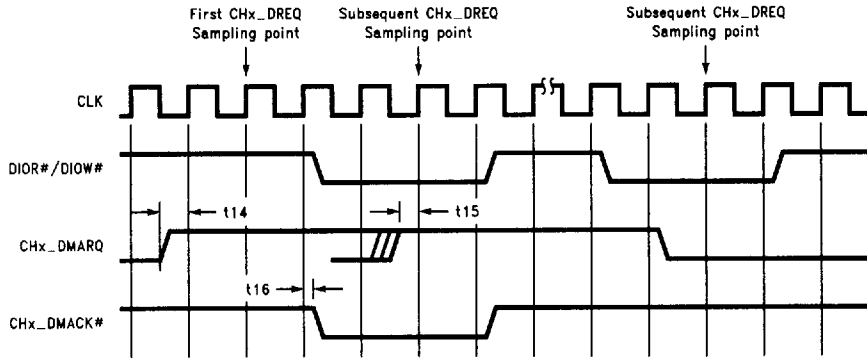 First CHx_DREQ
Sampling point
Subsequent CHx_DREQ
Sampling point
Subsequent CHx_DREQ
Sampling point
CLK
DIOR#/DIOW#
t14
t15
CHx_DMARQ
t16
CHx_DMACK#